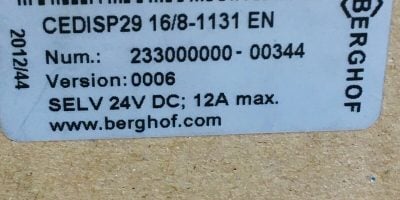 CEDISP29 16/8-1131 EN
Num.: 233000000- 00344
Version: 0006
SELV 24V DC; 12A max.
www.berghof.com
2012/44
BERGHOF